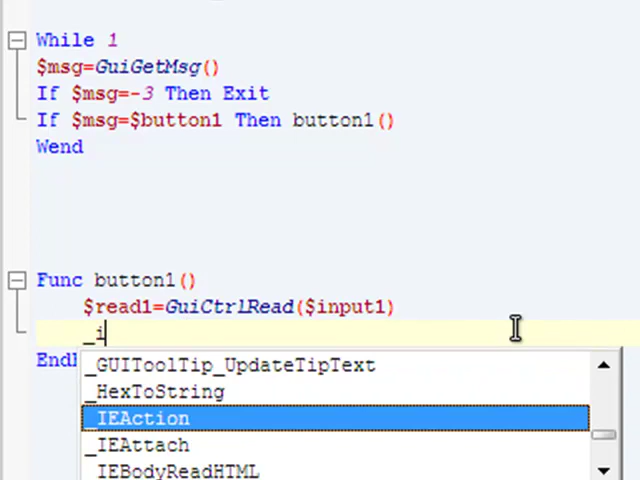 While 1
$msg=GuiGetMsg()
If $msg=-3 Then Exit
If $msg=$button1 Then button1()
Wend
Func button1()
$read1=GuiCtrlRead($input1)
_i
EndF
_GUIToolTip_UpdateTipText
_HexToString
_IEAction
_IEAttach
_IEBodyReadHTML